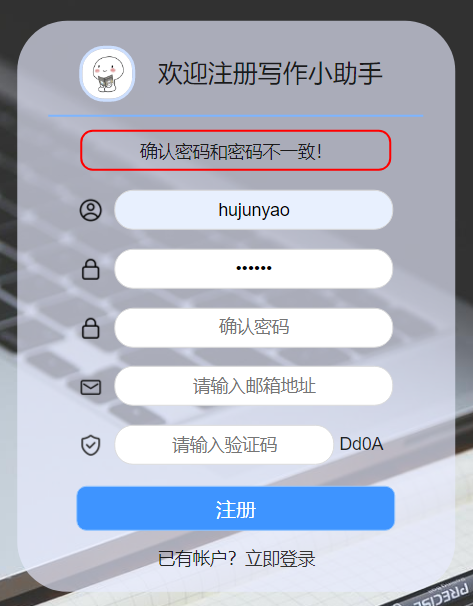 欢迎注册写作小助手
确认密码和密码不一致！
hujunyao
••••••
确认密码
请输入邮箱地址
请输入验证码 Dd0A
注册
已有帐户？立即登录
PRECISE